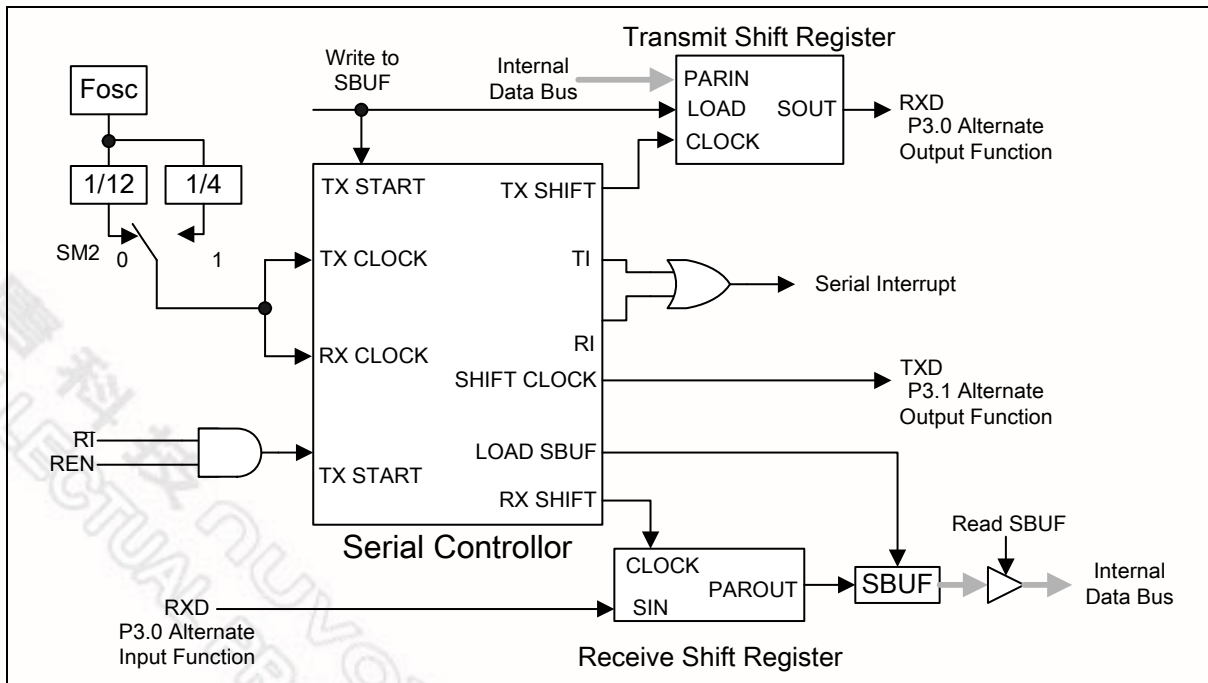 Transmit Shift Register
Write to
SBUF
Internal
Data Bus
PARIN
LOAD
CLOCK
SOUT
RXD
P3.0 Alternate
Output Function
Fosc
1/12
1/4
SM2
0
1
TX START
TX CLOCK
RX CLOCK
TX START
TX SHIFT
TI
RI
SHIFT CLOCK
LOAD SBUF
RX SHIFT
Serial Interrupt
TXD
P3.1 Alternate
Output Function
RI
REN
Serial Controllor
CLOCK
SIN
PAROUT
SBUF
Read SBUF
Internal
Data Bus
RXD
P3.0 Alternate
Input Function
Receive Shift Register
科技 nuvo